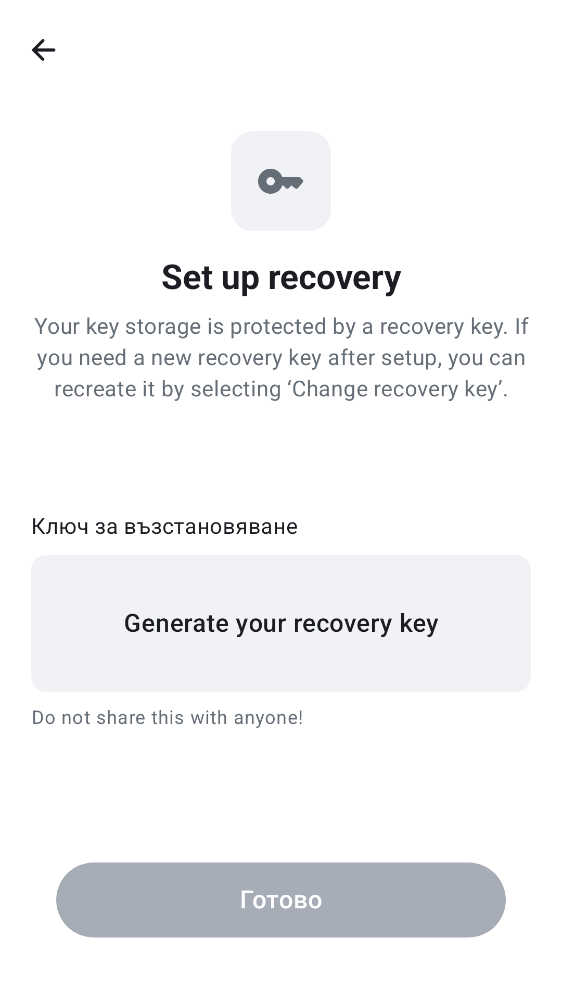 Set up recovery
Your key storage is protected by a recovery key. If
you need a new recovery key after setup, you can
recreate it by selecting ‘Change recovery key’.
Ключ за възстановяване
Generate your recovery key
Do not share this with anyone!
Готово